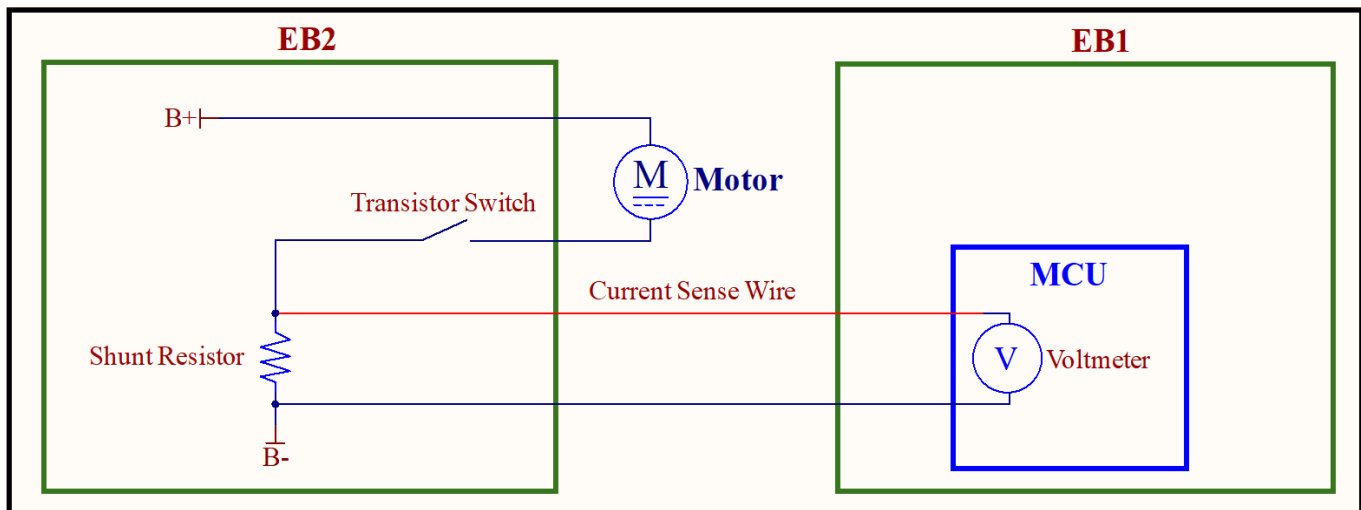 EB2
EB1
B+
M
Motor
Transistor Switch
MCU
Current Sense Wire
Shunt Resistor
V
Voltmeter
B-